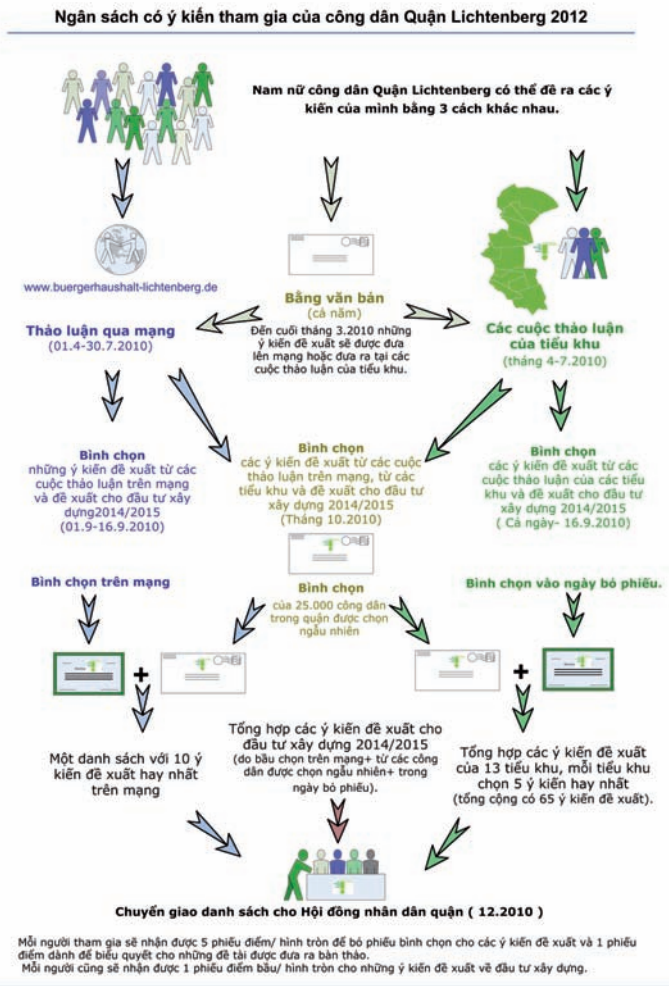 Ngân sách có ý kiến tham gia của công dân Quận Lichtenberg 2012
Nam nữ công dân Quận Lichtenberg có thể đề ra các ý
kiến của mình bằng 3 cách khác nhau.
www.buergerhaushalt-lichtenberg.de
Thảo luận qua mạng
(01.4-30.7.2010)
Bằng văn bản
(cả năm)
Đến cuối tháng 3.2010 những
ý kiến đề xuất sẽ được đưa
lên mạng hoặc đưa ra tại các
cuộc thảo luận của tiểu khu.
Các cuộc thảo luận
của tiểu khu
(tháng 4-7.2010)
Bình chọn
những ý kiến đề xuất từ các
cuộc thảo luận trên mạng
và đề xuất cho đầu tư xây
dựng2014/2015
(01.9-16.9.2010)
Bình chọn
các ý kiến đề xuất từ các cuộc
thảo luận trên mạng, từ các
tiểu khu và đề xuất cho đầu tư
xây dựng 2014/2015
(Tháng 10.2010)
Bình chọn
các ý kiến đề xuất từ các
cuộc thảo luận của các tiểu
khu và đề xuất cho đầu tư
xây dựng 2014/2015
( Cả ngày- 16.9.2010)
Bình chọn trên mạng
Bình chọn
của 25.000 công dân
trong quận được chọn
ngẫu nhiên
Bình chọn vào ngày bỏ phiếu.
+
+
Một danh sách với 10 ý
kiến đề xuất hay nhất
trên mạng
Tổng hợp các ý kiến đề xuất cho
đầu tư xây dựng 2014/2015
(do bầu chọn trên mạng+ từ các công
dân được chọn ngẫu nhiên+ trong
ngày bỏ phiếu).
Tổng hợp các ý kiến đề xuất
của 13 tiểu khu, mỗi tiểu khu
chọn 5 ý kiến hay nhất
(tổng cộng có 65 ý kiến đề xuất).
Chuyển giao danh sách cho Hội đồng nhân dân quận ( 12.2010 )
Mỗi người tham gia sẽ nhận được 5 phiếu điểm/ hình tròn để bỏ phiếu bình chọn cho các ý kiến đề xuất và 1 phiếu
điểm dành để biểu quyết cho những đề tài được đưa ra bàn thảo.
Mỗi người cũng sẽ nhận được 1 phiếu điểm bầu/ hình tròn cho những ý kiến đề xuất về đầu tư xây dựng.